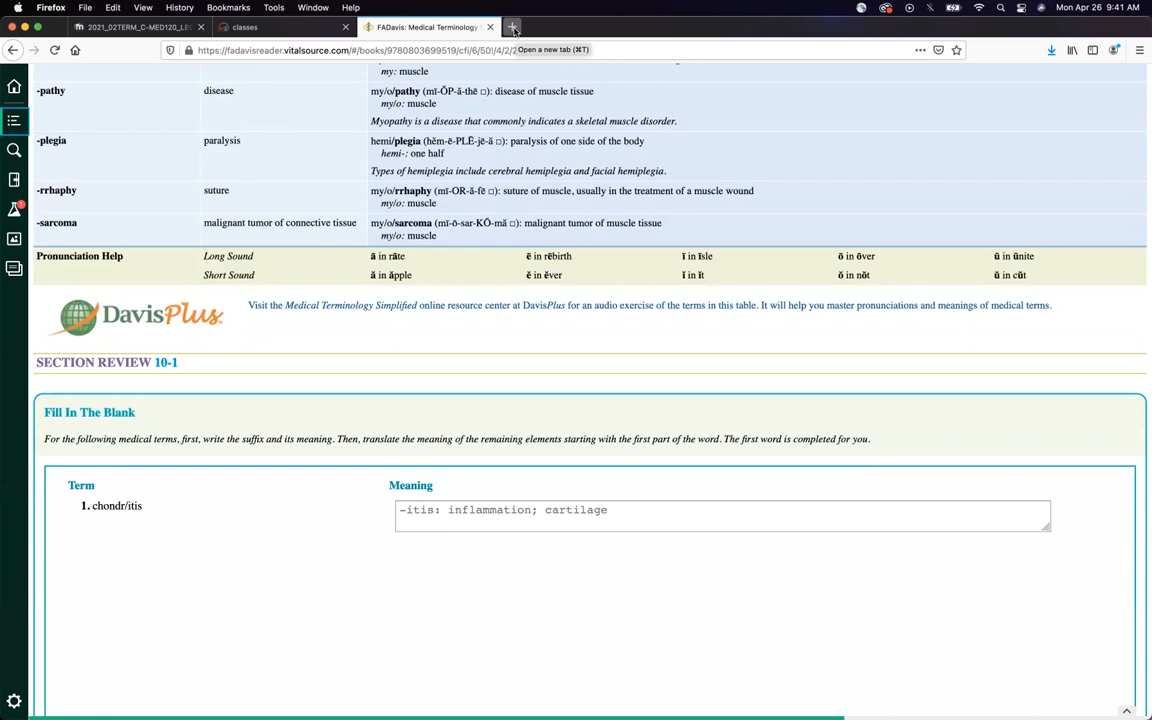 Firefox File Edit View History Bookmarks Tools Window Help Mon Apr 26 9:41 AM
2021_02TERM_C-MED120_LEC classes FADavis: Medical Terminology
https://fadavisreader.vitalsource.com/#/books/9780803699519/cfi/6/50!/4/2/2 Open a new tab (⌘T)
my: muscle
-pathy disease my/o/pathy (mī-ŎP-ă-thē □): disease of muscle tissue
my/o: muscle
Myopathy is a disease that commonly indicates a skeletal muscle disorder.
-plegia paralysis hemi/plegia (hĕm-ē-PLĒ-jē-ă □): paralysis of one side of the body
hemi-: one half
Types of hemiplegia include cerebral hemiplegia and facial hemiplegia.
-rrhaphy suture my/o/rrhaphy (mī-OR-ă-fē □): suture of muscle, usually in the treatment of a muscle wound
my/o: muscle
-sarcoma malignant tumor of connective tissue my/o/sarcoma (mī-ō-sar-KŌ-mă □): malignant tumor of muscle tissue
my/o: muscle
Pronunciation Help Long Sound ā in rāte ē in rēbirth ī in īsle ō in ōver ū in ūnite
Short Sound ă in ăpple ĕ in ĕver ĭ in ĭt ŏ in nŏt ŭ in cŭt
DavisPlus Visit the Medical Terminology Simplified online resource center at DavisPlus for an audio exercise of the terms in this table. It will help you master pronunciations and meanings of medical terms.
SECTION REVIEW 10-1
Fill In The Blank
For the following medical terms, first, write the suffix and its meaning. Then, translate the meaning of the remaining elements starting with the first part of the word. The first word is completed for you.
Term Meaning
1. chondr/itis -itis: inflammation; cartilage